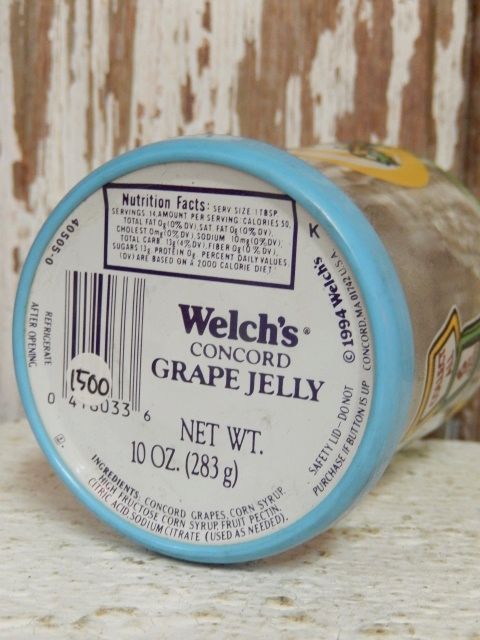 Nutrition Facts: SERV SIZE 1 TBSP
SERVINGS 14, AMOUNT PER SERVING: CALORIES 50,
TOTAL FAT 0g (0% DV), SAT FAT 0g (0% DV),
CHOLEST 0mg (0% DV), SODIUM 10mg (0% DV),
TOTAL CARB 13g (4% DV), FIBER 0g (0% DV),
SUGARS 13g, PROTEIN 0g. PERCENT DAILY VALUES
(DV) ARE BASED ON A 2000 CALORIE DIET.
K
40505-0
© 1994 Welch's CONCORD, MA 01742 U.S.A.
Welch's®
CONCORD
GRAPE JELLY
REFRIGERATE
AFTER OPENING
1500
0 033 6
NET WT.
10 OZ. (283 g)
SAFETY LID – DO NOT
PURCHASE IF BUTTON IS UP
INGREDIENTS: CONCORD GRAPES, CORN SYRUP,
HIGH FRUCTOSE CORN SYRUP, FRUIT PECTIN,
CITRIC ACID, SODIUM CITRATE (USED AS NEEDED).